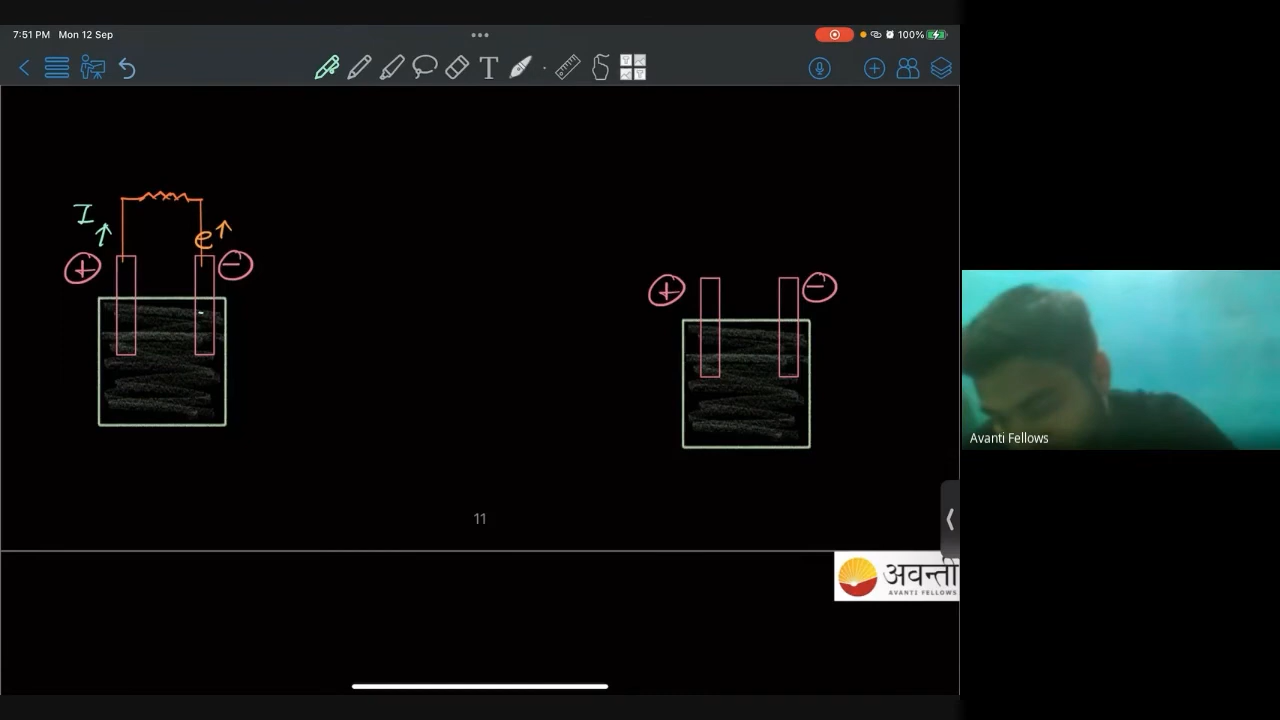 7:51 PM Mon 12 Sep
100%
T
I
e
+
−
+
−
11
Avanti Fellows
अवन्ती
AVANTI FELLOWS